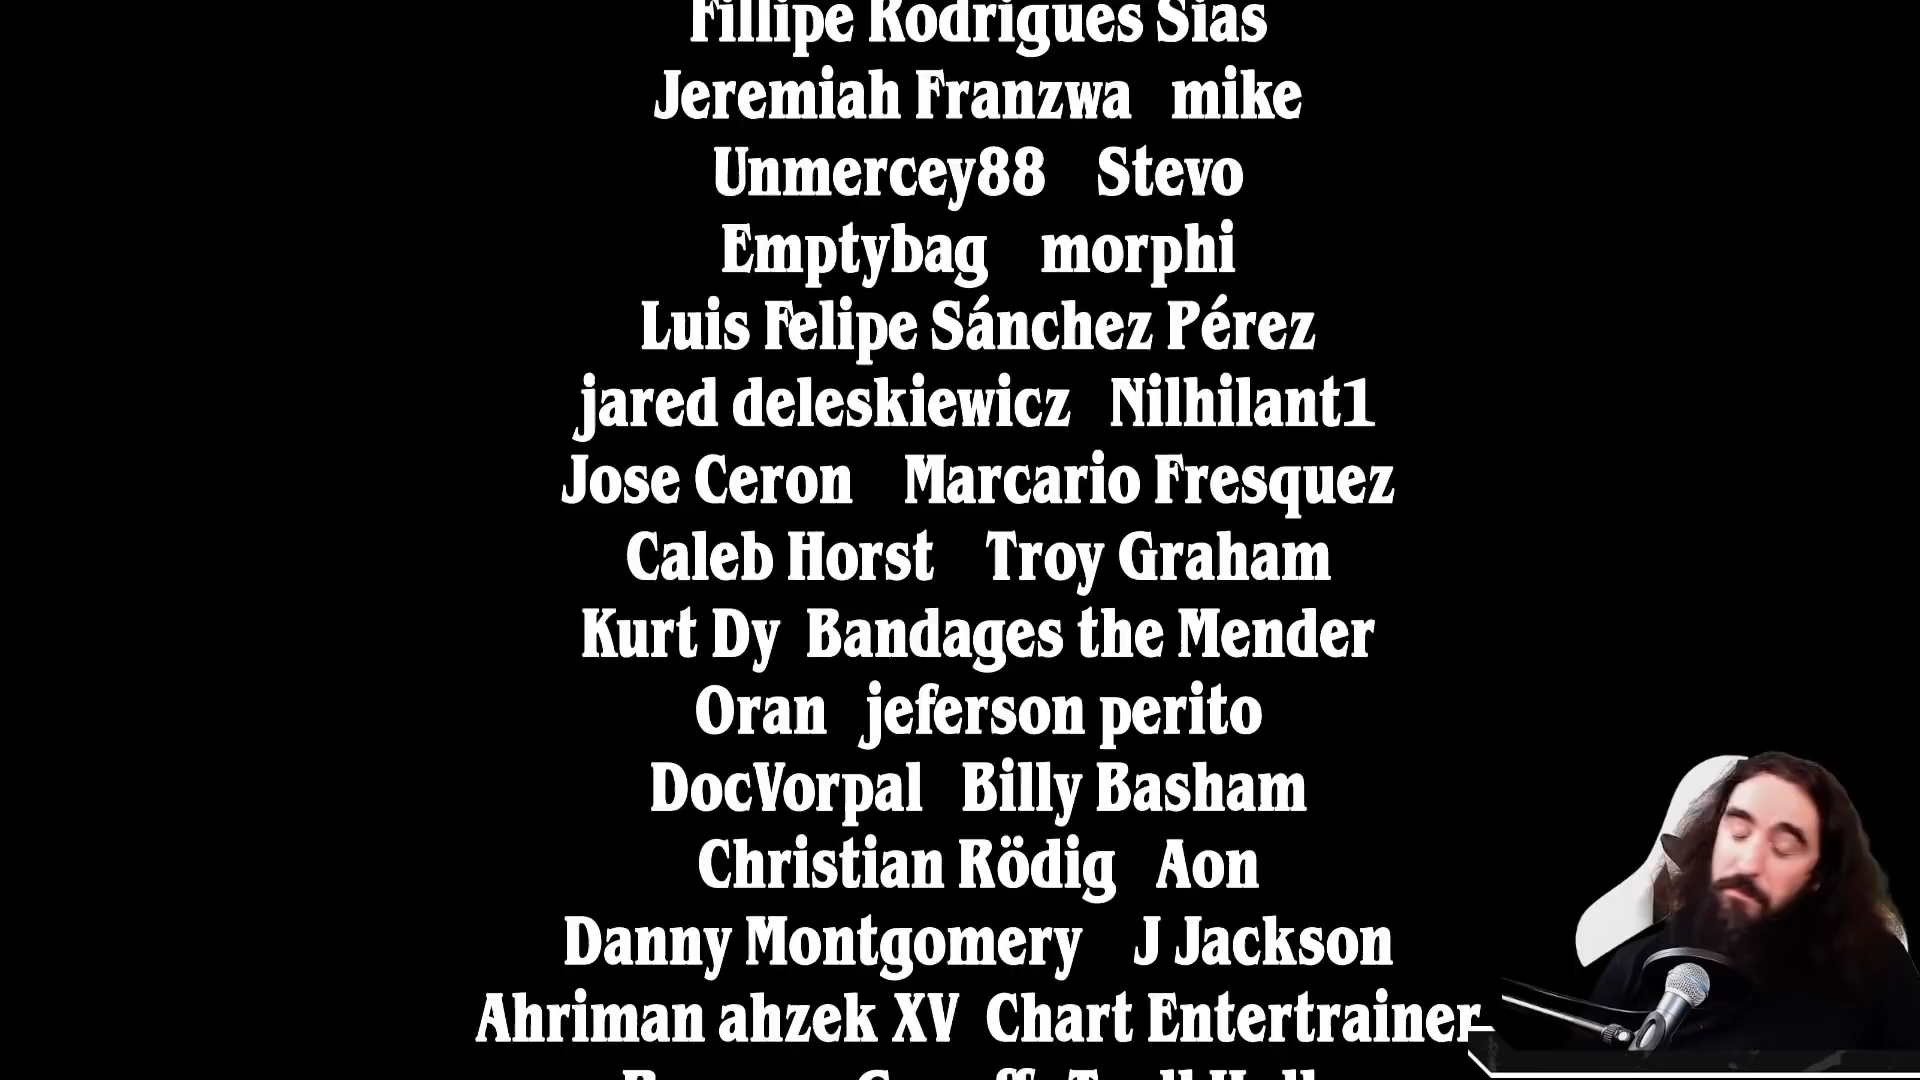 Fillipe Rodrigues Sias
Jeremiah Franzwa mike
Unmercey88 Stevo
Emptybag morphi
Luis Felipe Sánchez Pérez
jared deleskiewicz Nilhilant1
Jose Ceron Marcario Fresquez
Caleb Horst Troy Graham
Kurt Dy Bandages the Mender
Oran jeferson perito
DocVorpal Billy Basham
Christian Rödig Aon
Danny Montgomery J Jackson
Ahriman ahzek XV Chart Entertrainer